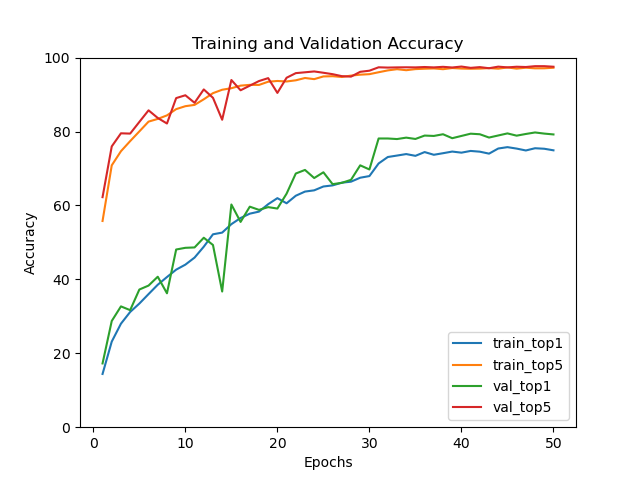 Training and Validation Accuracy
100
80
60
40
20
0
Accuracy
0 10 20 30 40 50
Epochs
train_top1
train_top5
val_top1
val_top5